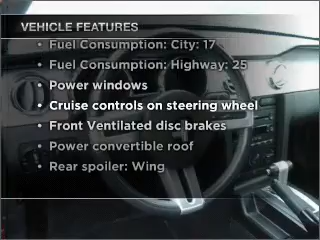 VEHICLE FEATURES
• Fuel Consumption: City: 17
• Fuel Consumption: Highway: 25
• Power windows
• Cruise controls on steering wheel
• Front Ventilated disc brakes
• Power convertible roof
• Rear spoiler: Wing